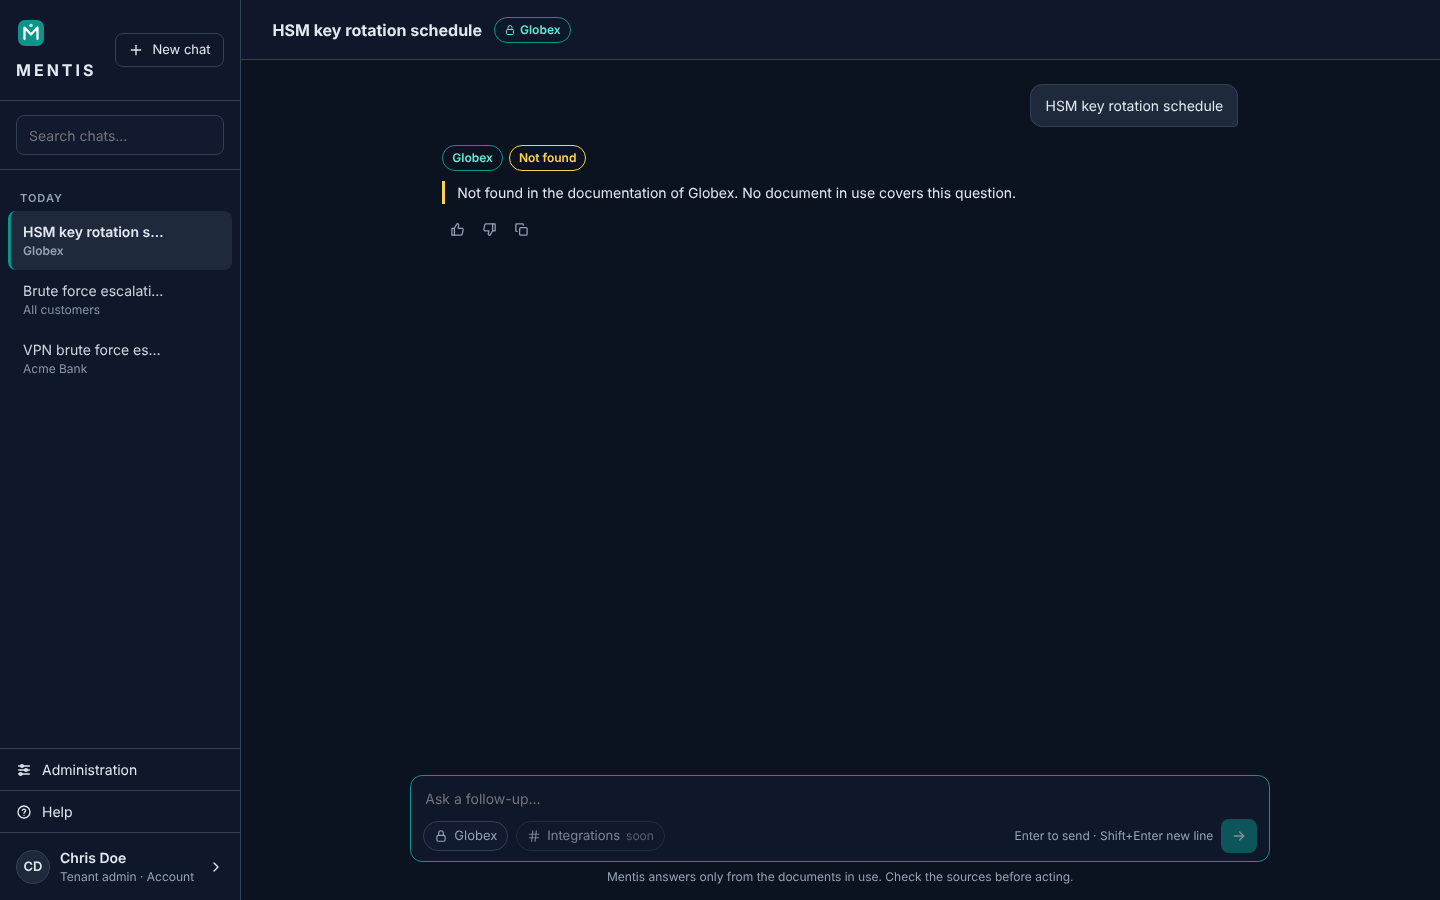 MENTIS
New chat
Search chats...
TODAY
HSM key rotation s...
Globex
Brute force escalati...
All customers
VPN brute force es...
Acme Bank
Administration
Help
CD
Chris Doe
Tenant admin · Account
HSM key rotation schedule
Globex
HSM key rotation schedule
Globex
Not found
Not found in the documentation of Globex. No document in use covers this question.
Ask a follow-up...
Globex
Integrations soon
Enter to send · Shift+Enter new line
Mentis answers only from the documents in use. Check the sources before acting.